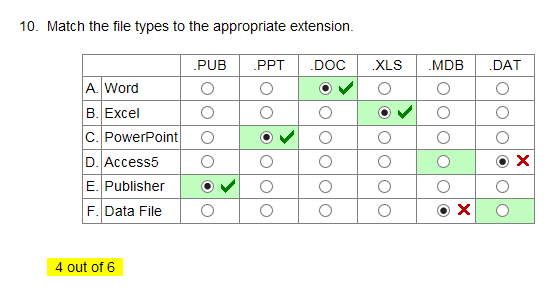 10. Match the file types to the appropriate extension.
.PUB .PPT .DOC .XLS .MDB .DAT
A. Word
B. Excel
C. PowerPoint
D. Access5
E. Publisher
F. Data File
4 out of 6